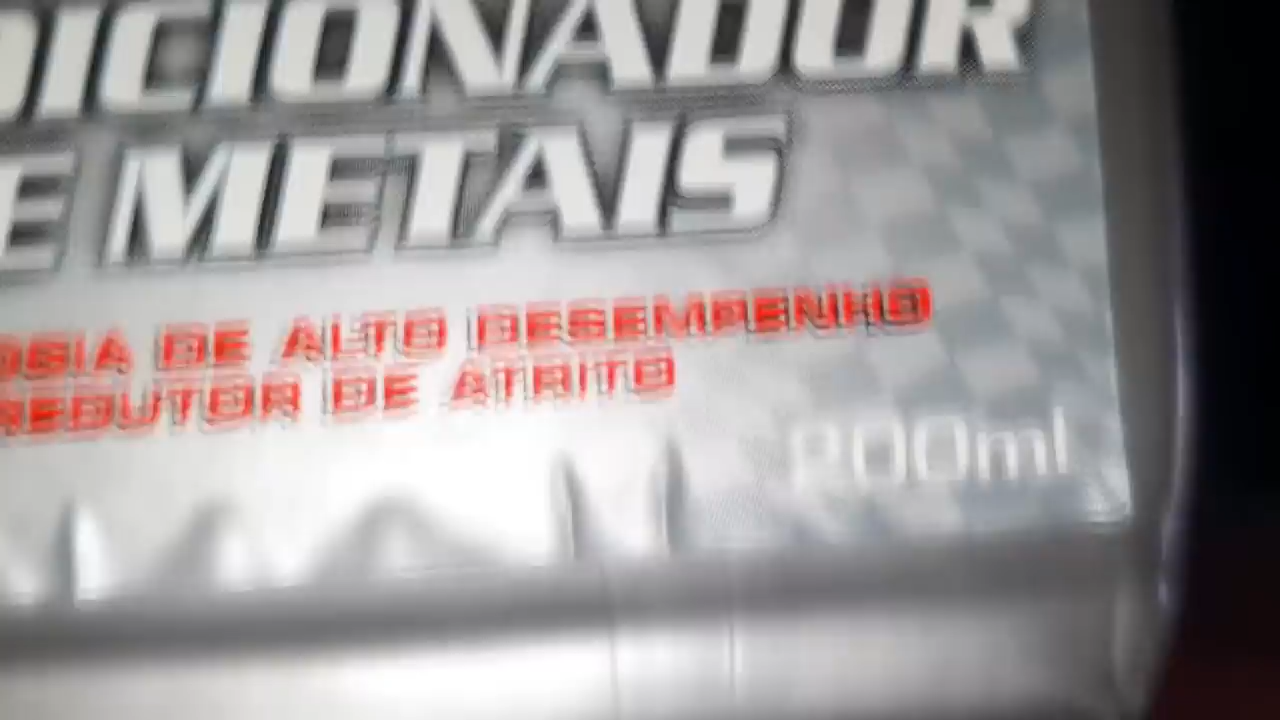 DICIONADOR
E METAIS
OGIA DE ALTO DESEMPENHO
REDUTOR DE ATRITO
200ml